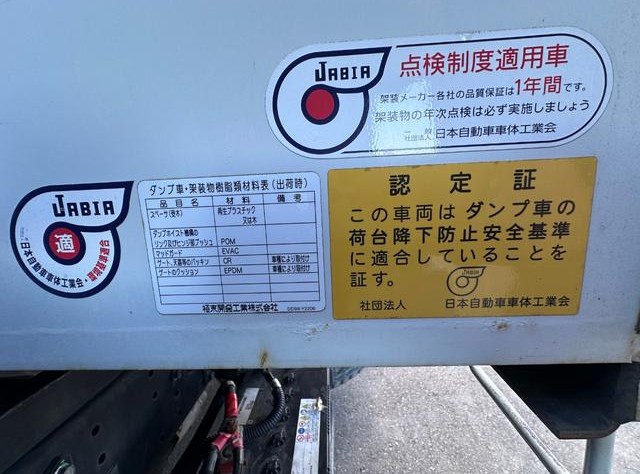 JABIA
点検制度適用車
架装メーカー各社の品質保証は1年間です。
架装物の年次点検は必ず実施しましょう
一般社団法人 日本自動車車体工業会
JABIA
適
日本自動車車体工業会・
ダンプ車・架装物樹脂類材料表(出荷時)
品目名 材料 備考
スペーサ(受木) 再生プラスチック又は木
ダンプホイスト機構の
リンク及ヒンジ部ブッシュ POM
マッドガード EVAC
ゲート、天蓋等のパッキン CR 車種により取付け
ゲートのクッション EPDM 車種により取付け
極東開発工業株式会社
認定証
この車両はダンプ車の
荷台降下防止安全基準
に適合していることを
証す。
JABIA
社団法人 日本自動車車体工業会